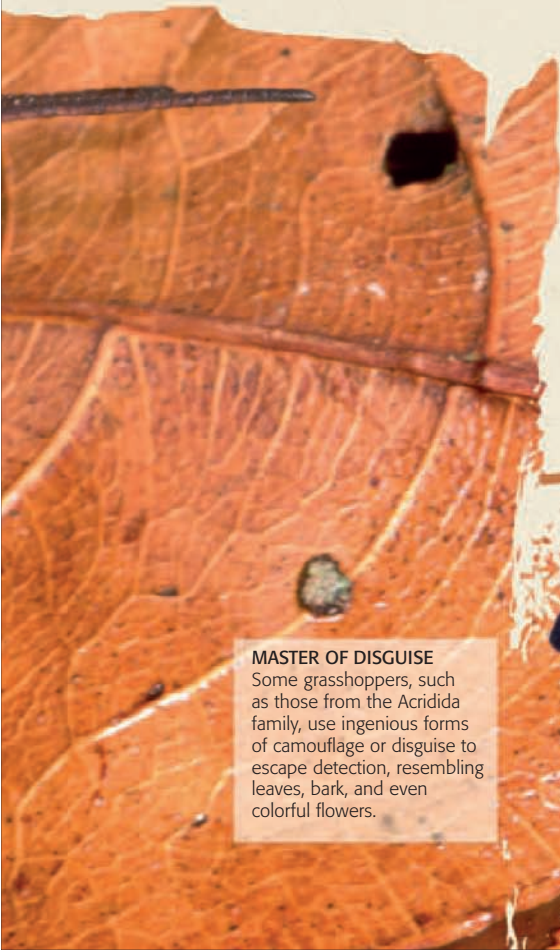 MASTER OF DISGUISE
Some grasshoppers, such
as those from the Acridida
family, use ingenious forms
of camouflage or disguise to
escape detection, resembling
leaves, bark, and even
colorful flowers.